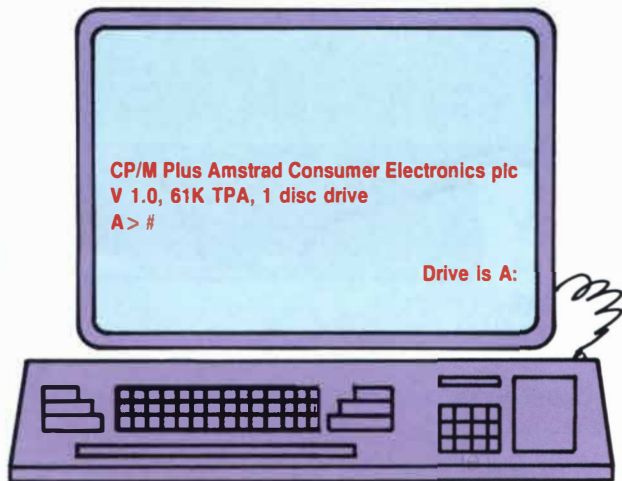 CP/M Plus Amstrad Consumer Electronics plc
V 1.0, 61K TPA, 1 disc drive
A> #
Drive is A: